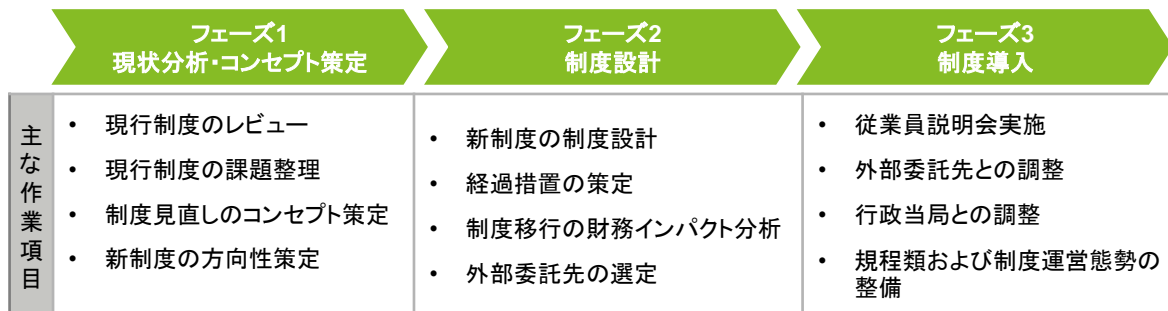 フェーズ1
現状分析・コンセプト策定
フェーズ2
制度設計
フェーズ3
制度導入
主な作業項目
• 現行制度のレビュー
• 現行制度の課題整理
• 制度見直しのコンセプト策定
• 新制度の方向性策定
• 新制度の制度設計
• 経過措置の策定
• 制度移行の財務インパクト分析
• 外部委託先の選定
• 従業員説明会実施
• 外部委託先との調整
• 行政当局との調整
• 規程類および制度運営態勢の
整備